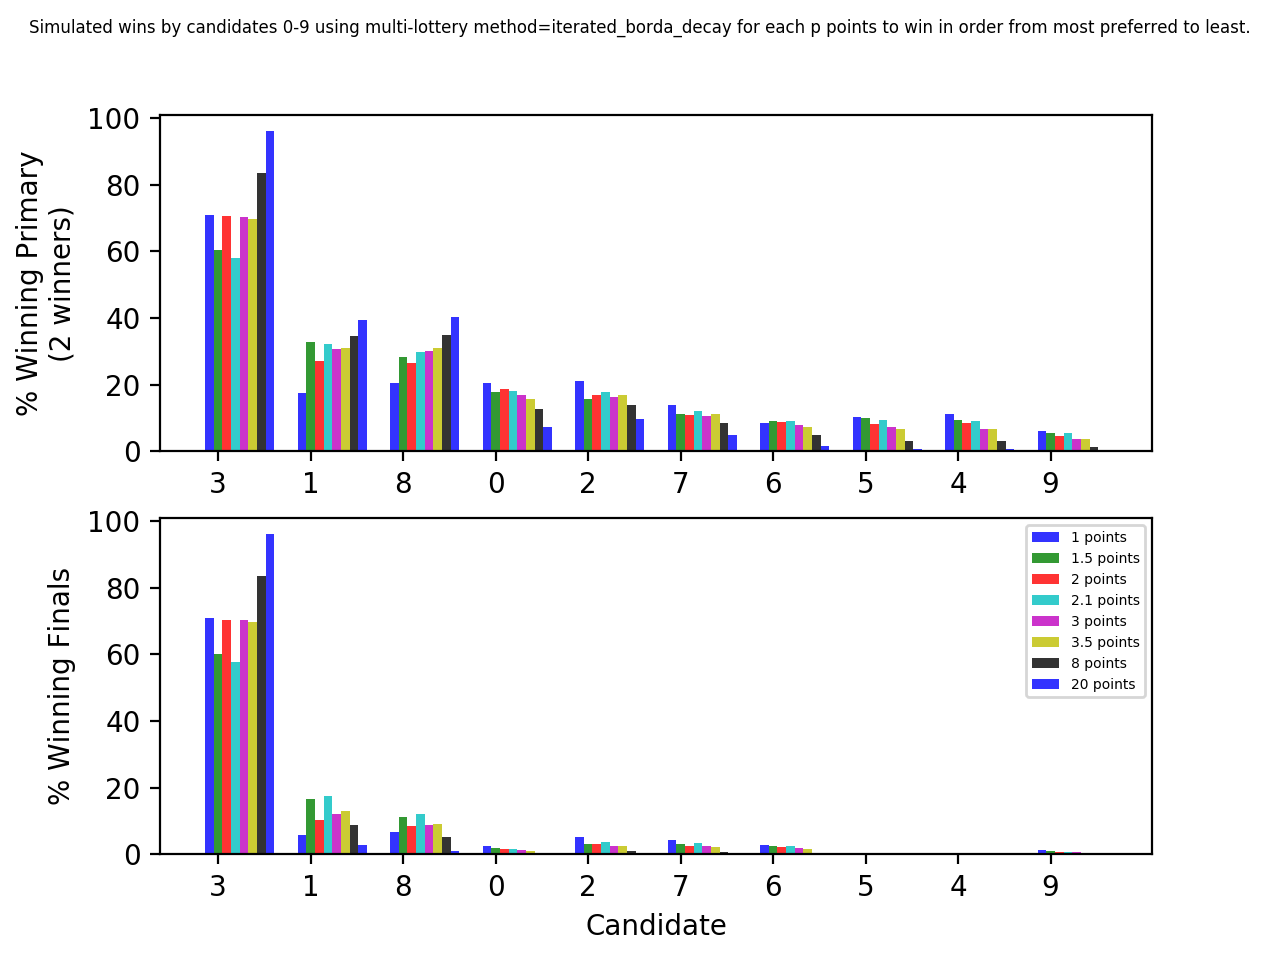 Simulated wins by candidates 0-9 using multi-lottery method=iterated_borda_decay for each p points to win in order from most preferred to least.
% Winning Primary
(2 winners)
100
80
60
40
20
0
3 1 8 0 2 7 6 5 4 9
% Winning Finals
100
80
60
40
20
0
1 points
1.5 points
2 points
2.1 points
3 points
3.5 points
8 points
20 points
3 1 8 0 2 7 6 5 4 9
Candidate